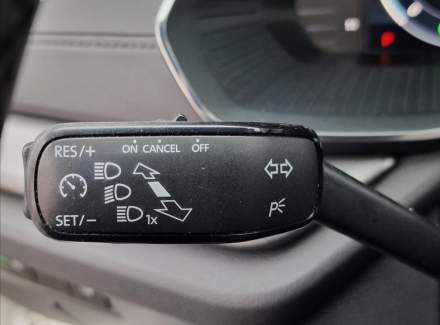 ON CANCEL OFF
RES/+
SET/-
1x
P